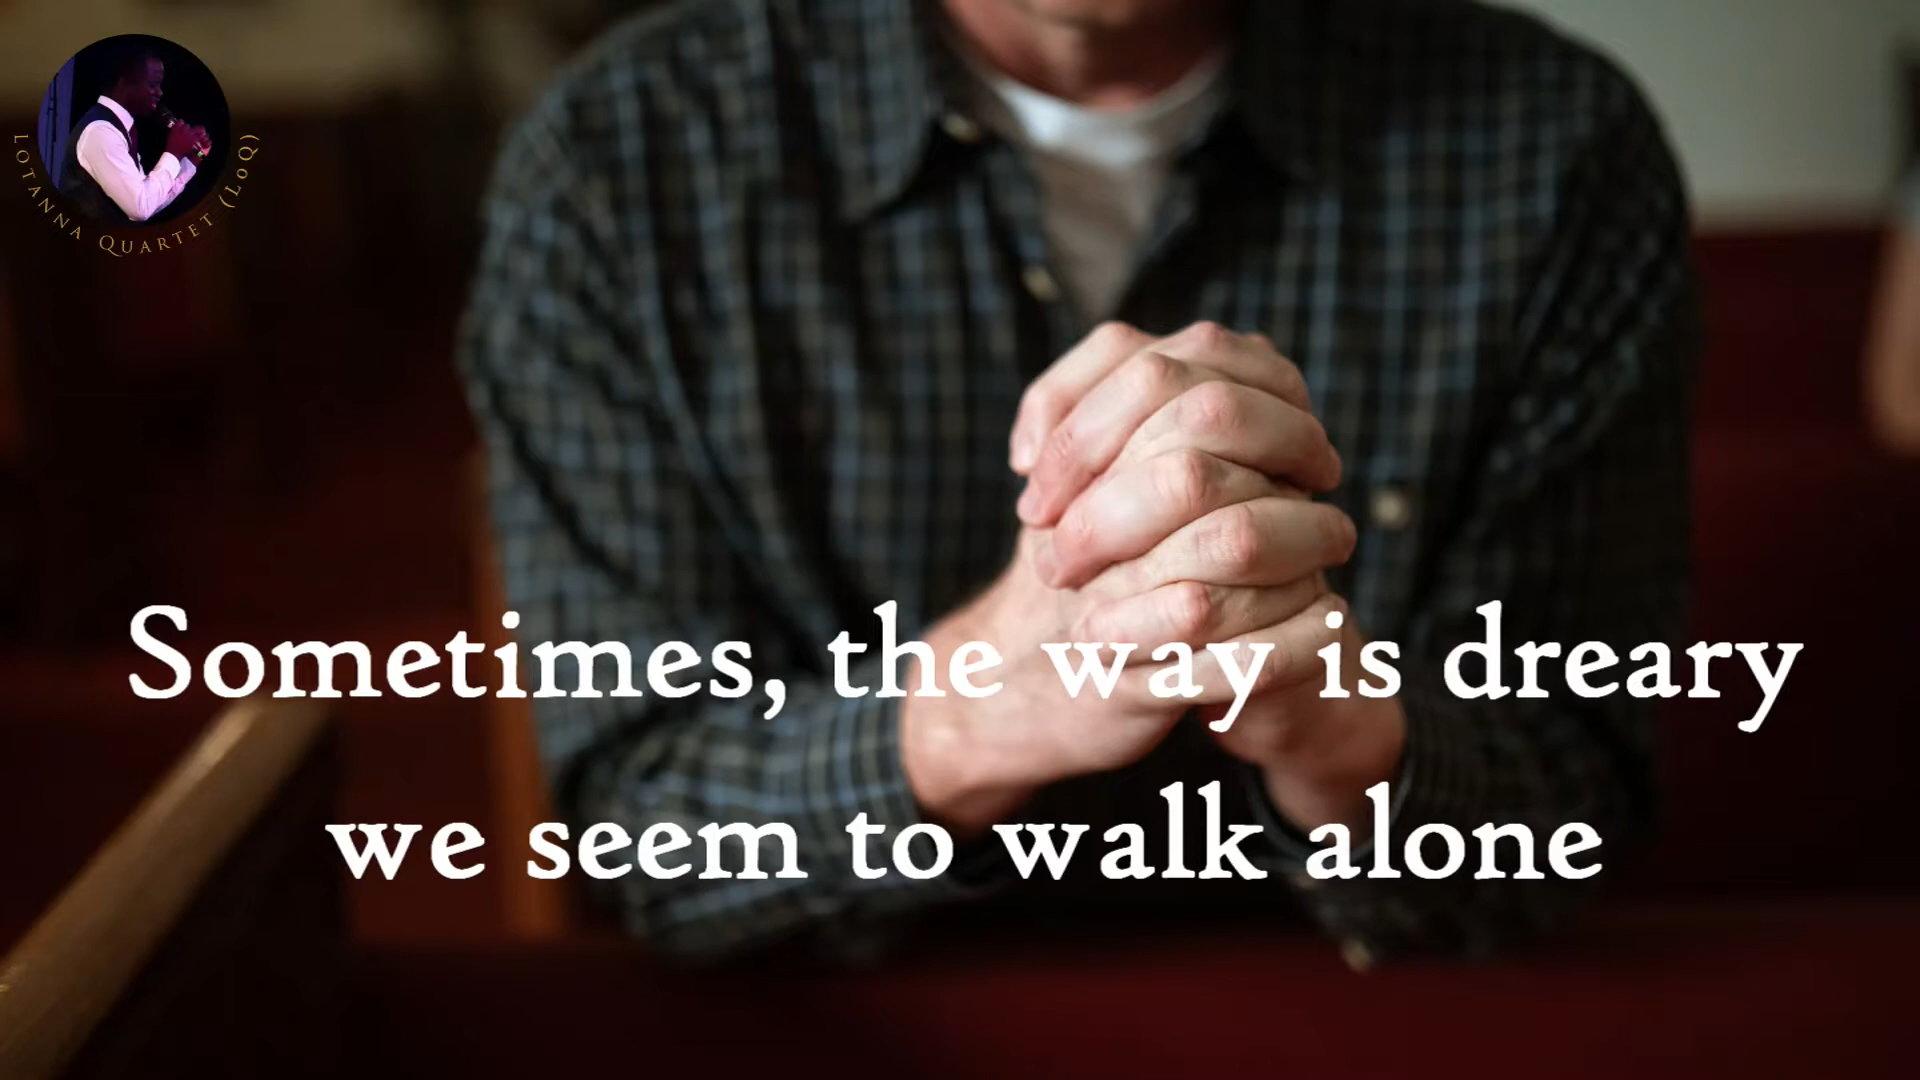 LOTANNA QUARTET (LOQ)
Sometimes, the way is dreary
we seem to walk alone